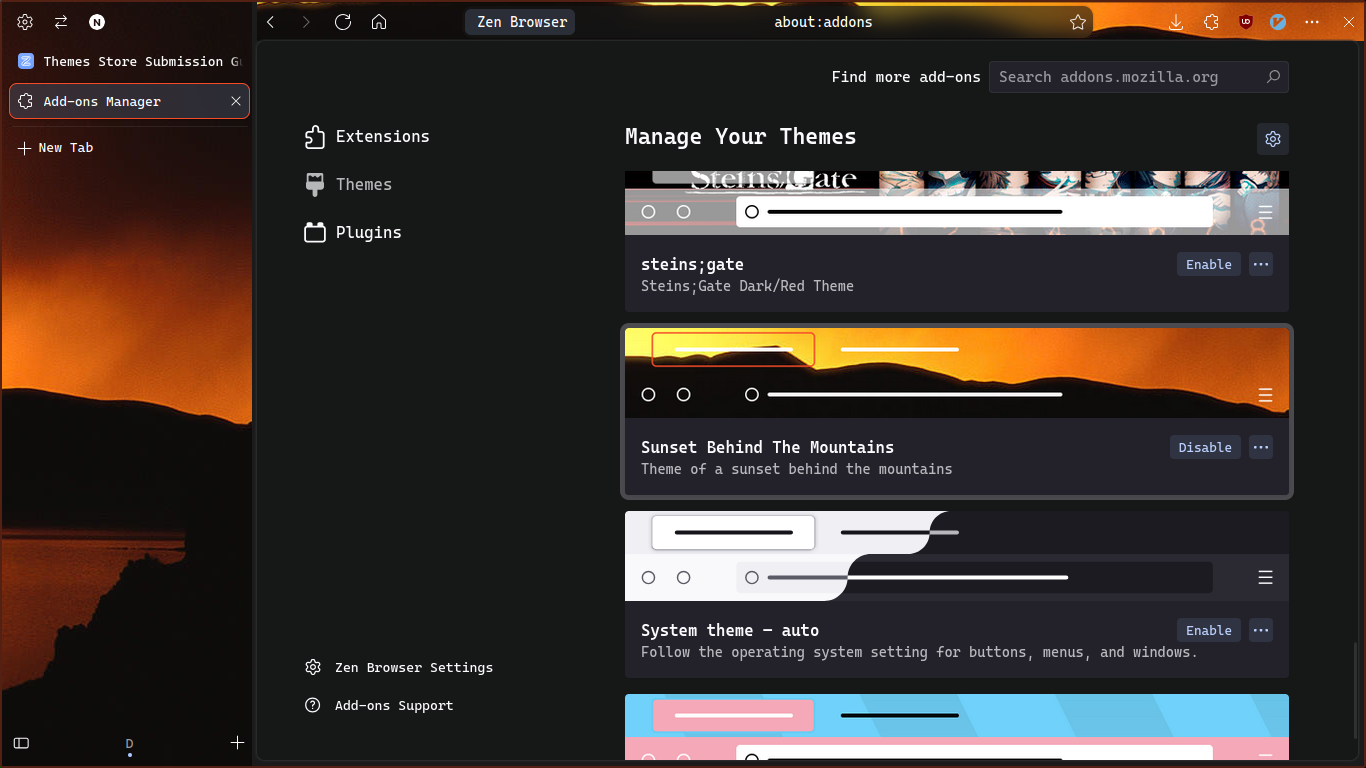 N
Zen Browser
about:addons
Themes Store Submission Gu
Add-ons Manager
New Tab
Find more add-ons
Search addons.mozilla.org
Extensions
Themes
Plugins
Manage Your Themes
Steins;Gate
steins;gate
Enable
Steins;Gate Dark/Red Theme
Sunset Behind The Mountains
Disable
Theme of a sunset behind the mountains
System theme — auto
Enable
Follow the operating system setting for buttons, menus, and windows.
Zen Browser Settings
Add-ons Support
D